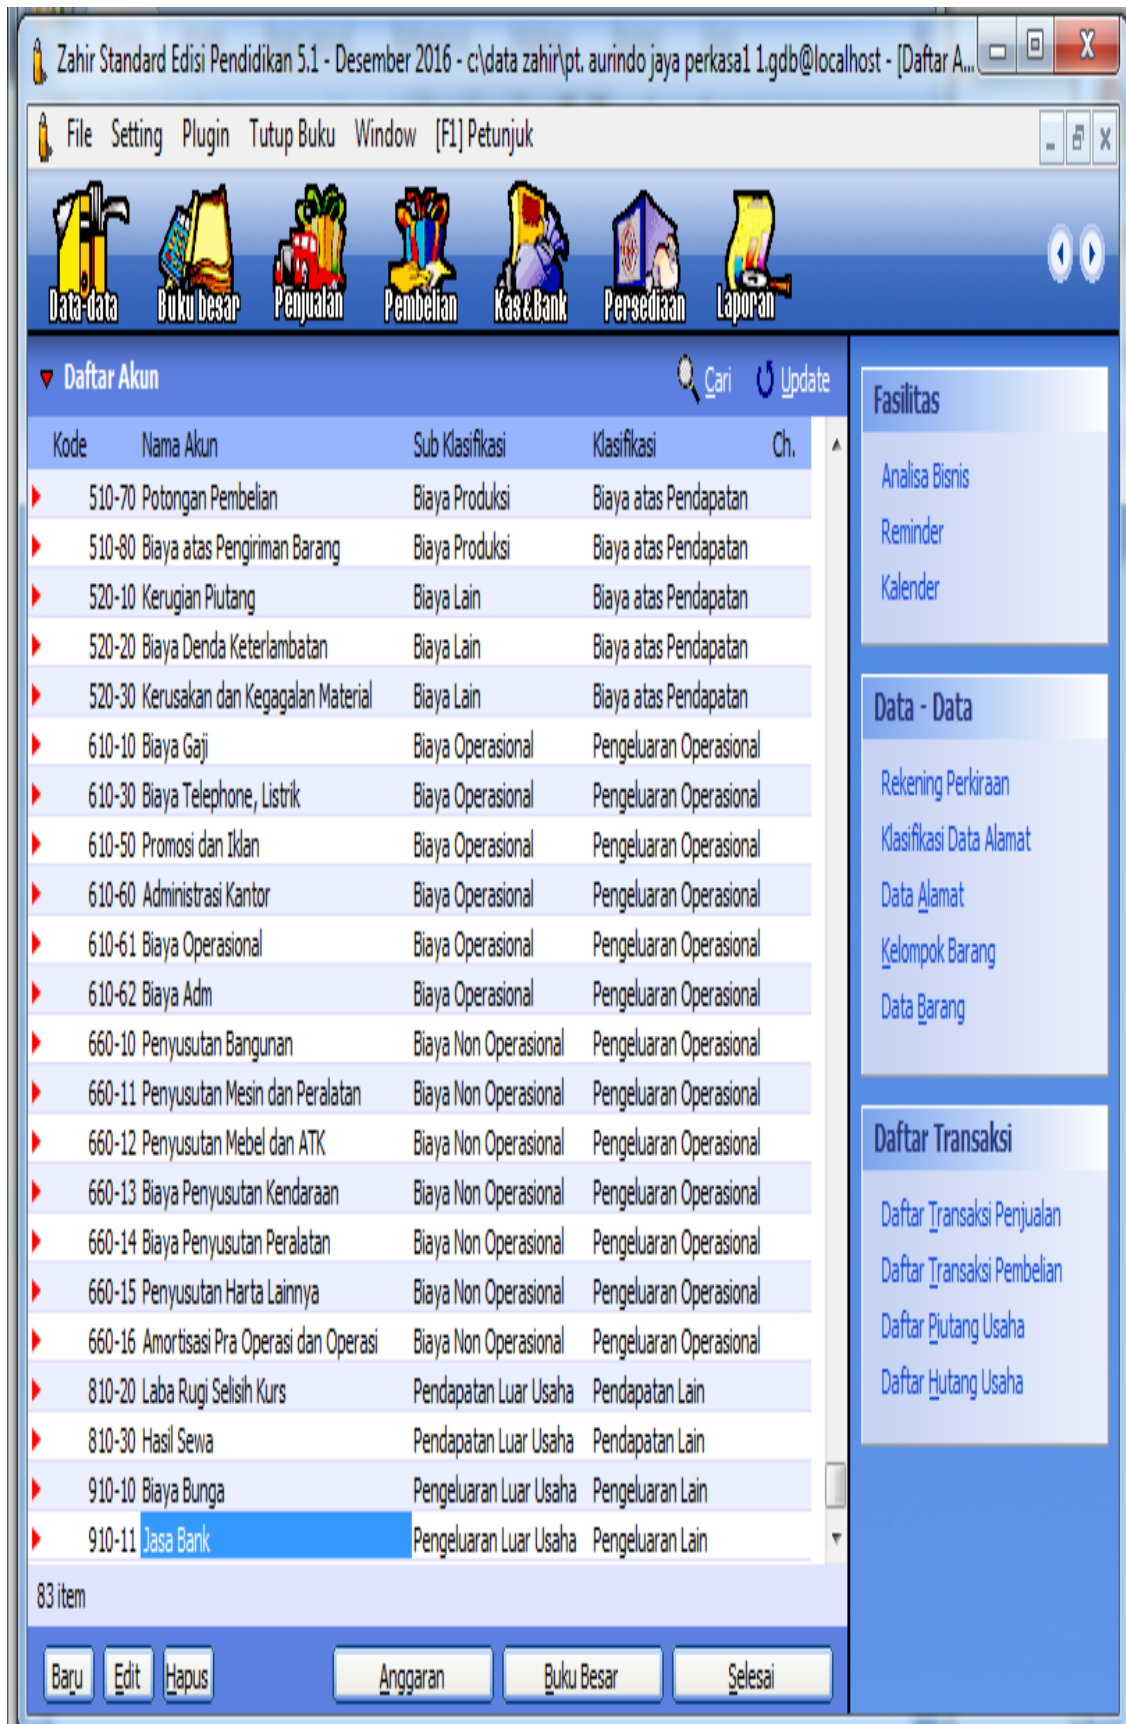 Zahir Standard Edisi Pendidikan 5.1 - Desember 2016 - c:\data zahir\pt. aurindo jaya perkasa1 1.gdb@localhost - [Daftar A...
File Setting Plugin Tutup Buku Window [F1] Petunjuk
Data-data Buku besar Penjualan Pembelian Kas&Bank Persediaan Laporan
Daftar Akun Cari Update
Kode Nama Akun Sub Klasifikasi Klasifikasi Ch.
510-70 Potongan Pembelian Biaya Produksi Biaya atas Pendapatan
510-80 Biaya atas Pengiriman Barang Biaya Produksi Biaya atas Pendapatan
520-10 Kerugian Piutang Biaya Lain Biaya atas Pendapatan
520-20 Biaya Denda Keterlambatan Biaya Lain Biaya atas Pendapatan
520-30 Kerusakan dan Kegagalan Material Biaya Lain Biaya atas Pendapatan
610-10 Biaya Gaji Biaya Operasional Pengeluaran Operasional
610-30 Biaya Telephone, Listrik Biaya Operasional Pengeluaran Operasional
610-50 Promosi dan Iklan Biaya Operasional Pengeluaran Operasional
610-60 Administrasi Kantor Biaya Operasional Pengeluaran Operasional
610-61 Biaya Operasional Biaya Operasional Pengeluaran Operasional
610-62 Biaya Adm Biaya Operasional Pengeluaran Operasional
660-10 Penyusutan Bangunan Biaya Non Operasional Pengeluaran Operasional
660-11 Penyusutan Mesin dan Peralatan Biaya Non Operasional Pengeluaran Operasional
660-12 Penyusutan Mebel dan ATK Biaya Non Operasional Pengeluaran Operasional
660-13 Biaya Penyusutan Kendaraan Biaya Non Operasional Pengeluaran Operasional
660-14 Biaya Penyusutan Peralatan Biaya Non Operasional Pengeluaran Operasional
660-15 Penyusutan Harta Lainnya Biaya Non Operasional Pengeluaran Operasional
660-16 Amortisasi Pra Operasi dan Operasi Biaya Non Operasional Pengeluaran Operasional
810-20 Laba Rugi Selisih Kurs Pendapatan Luar Usaha Pendapatan Lain
810-30 Hasil Sewa Pendapatan Luar Usaha Pendapatan Lain
910-10 Biaya Bunga Pengeluaran Luar Usaha Pengeluaran Lain
910-11 Jasa Bank Pengeluaran Luar Usaha Pengeluaran Lain
83 item
Baru Edit Hapus Anggaran Buku Besar Selesai
Fasilitas
Analisa Bisnis
Reminder
Kalender
Data - Data
Rekening Perkiraan
Klasifikasi Data Alamat
Data Alamat
Kelompok Barang
Data Barang
Daftar Transaksi
Daftar Transaksi Penjualan
Daftar Transaksi Pembelian
Daftar Piutang Usaha
Daftar Hutang Usaha